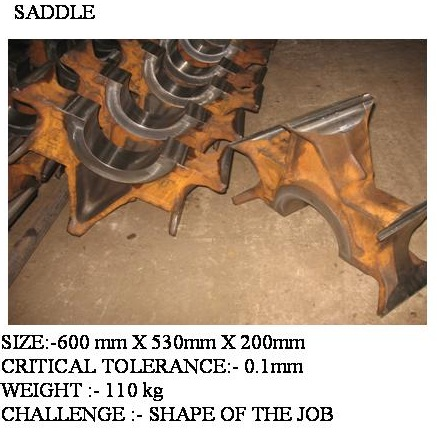 SADDLE
SIZE:-600 mm X 530mm X 200mm
CRITICAL TOLERANCE:- 0.1mm
WEIGHT :- 110 kg
CHALLENGE :- SHAPE OF THE JOB